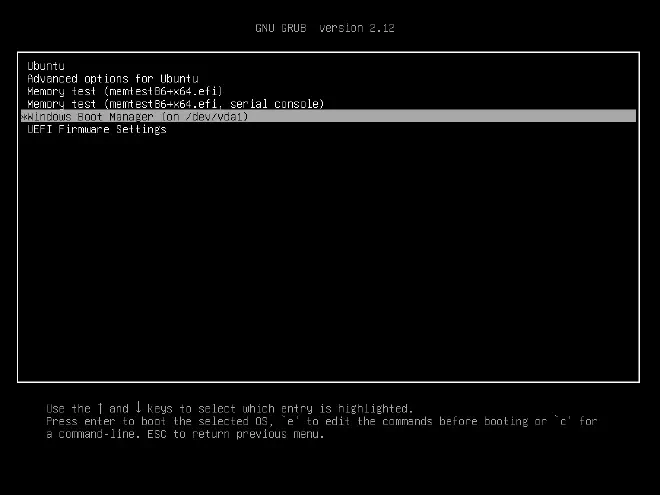 GNU GRUB  version 2.12
Ubuntu
Advanced options for Ubuntu
Memory test (memtest86+x64.efi)
Memory test (memtest86+x64.efi, serial console)
*Windows Boot Manager (on /dev/vda1)
UEFI Firmware Settings
Use the ↑ and ↓ keys to select which entry is highlighted.
Press enter to boot the selected OS, `e' to edit the commands before booting or `c' for
a command-line. ESC to return previous menu.